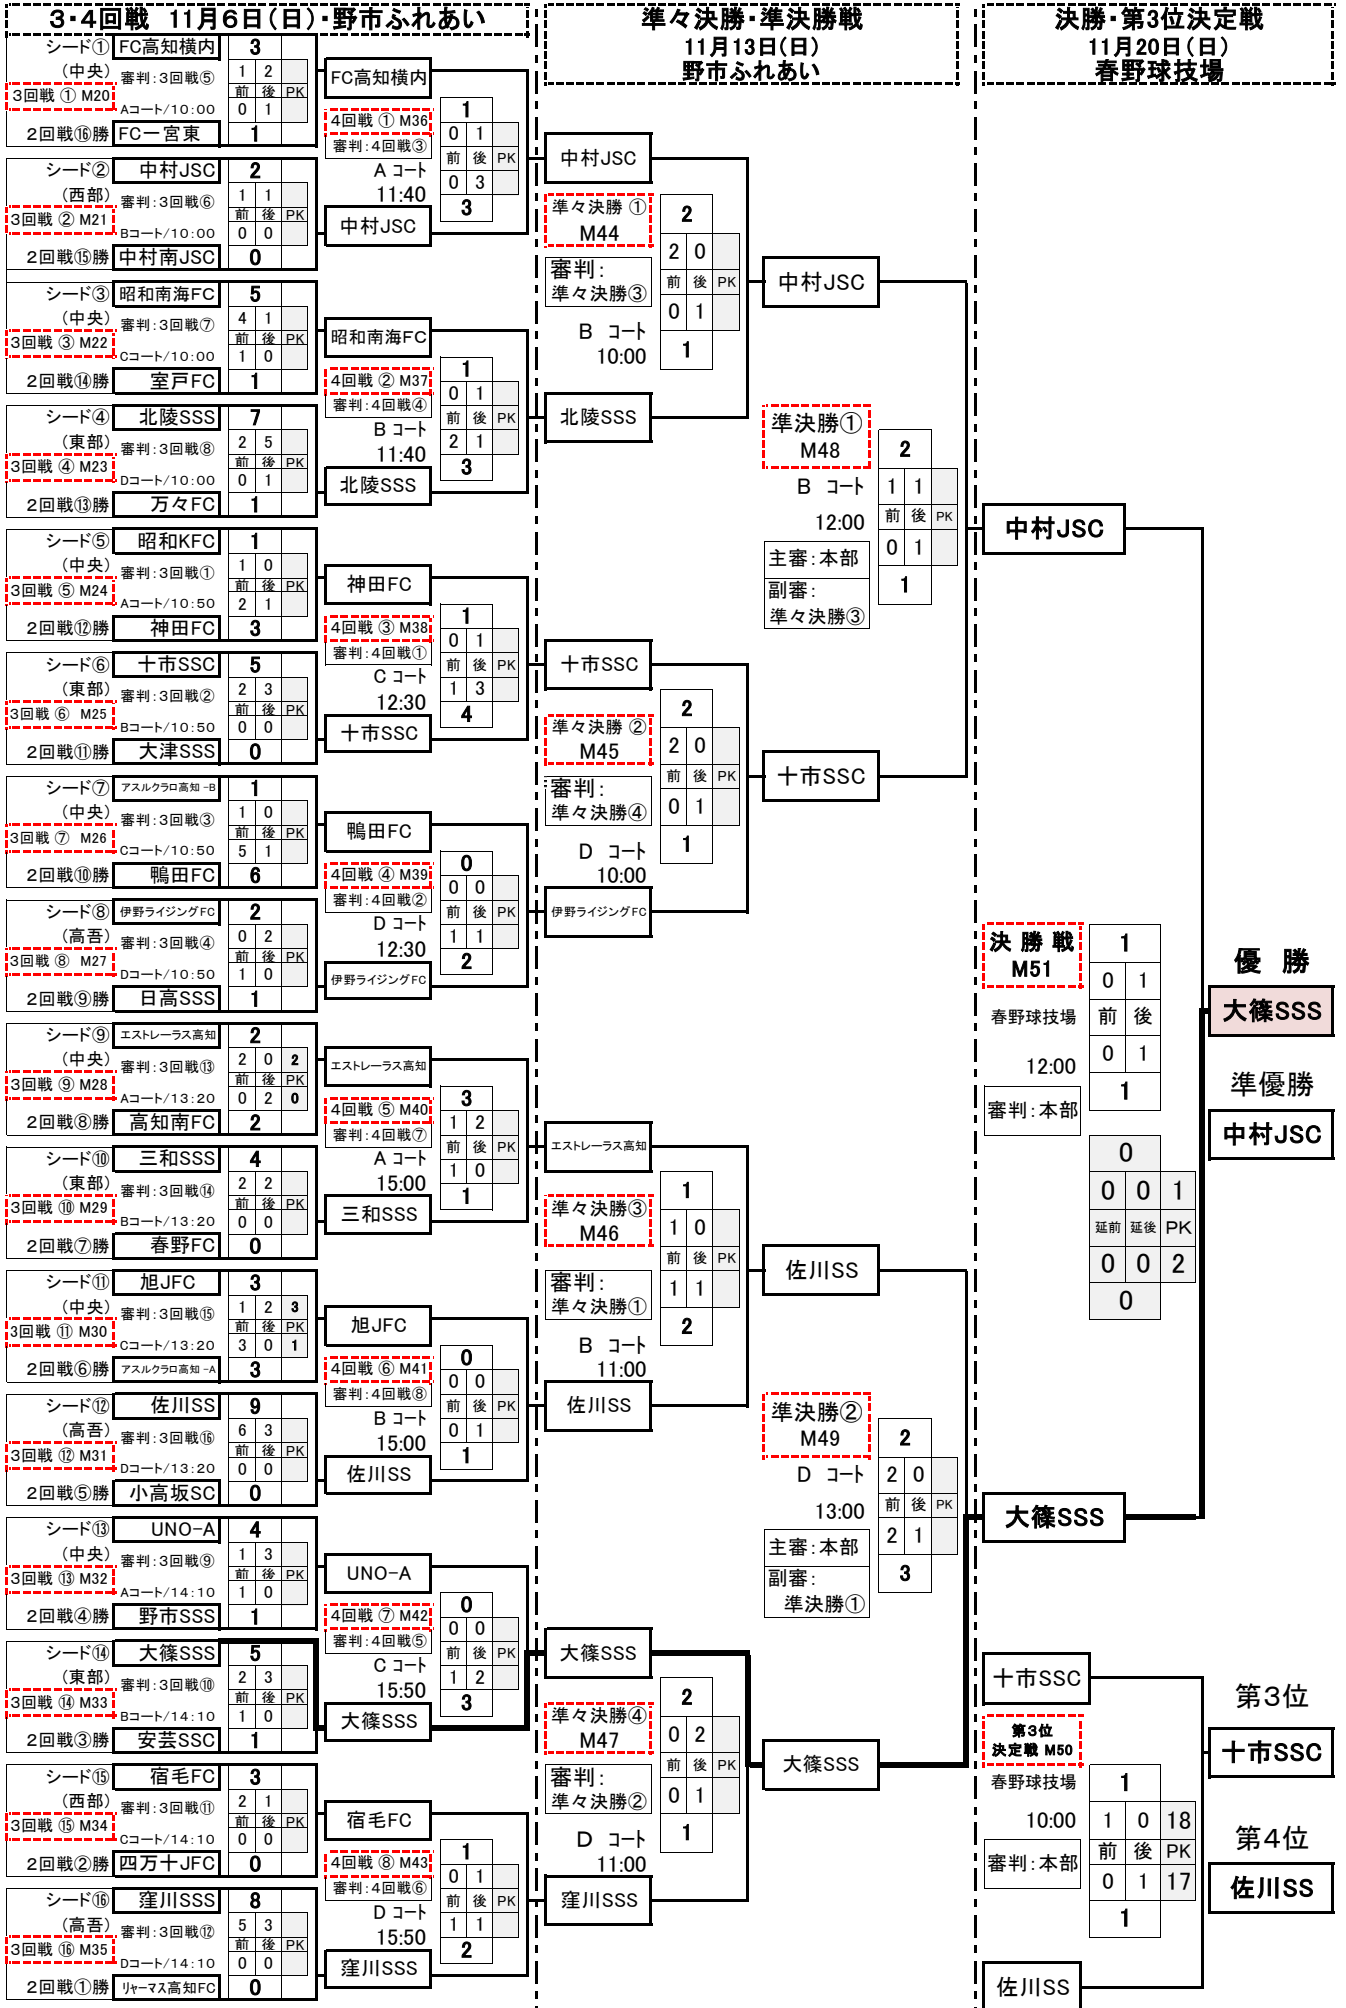 3・4回戦　11月6日(日)・野市ふれあい
シード① FC高知横内 3
(中央) 審判:3回戦⑤ 1 2
3回戦 ① M20 前 後 PK
Aコート/10:00 0 1
2回戦⑯勝 FC一宮東 1
シード② 中村JSC 2
(西部) 審判:3回戦⑥ 1 1
3回戦 ② M21 前 後 PK
Bコート/10:00 0 0
2回戦⑮勝 中村南JSC 0
シード③ 昭和南海FC 5
(中央) 審判:3回戦⑦ 4 1
3回戦 ③ M22 前 後 PK
Cコート/10:00 1 0
2回戦⑭勝 室戸FC 1
シード④ 北陵SSS 7
(東部) 審判:3回戦⑧ 2 5
3回戦 ④ M23 前 後 PK
Dコート/10:00 0 1
2回戦⑬勝 万々FC 1
シード⑤ 昭和KFC 1
(中央) 審判:3回戦① 1 0
3回戦 ⑤ M24 前 後 PK
Aコート/10:50 2 1
2回戦⑫勝 神田FC 3
シード⑥ 十市SSC 5
(東部) 審判:3回戦② 2 3
3回戦 ⑥ M25 前 後 PK
Bコート/10:50 0 0
2回戦⑪勝 大津SSS 0
シード⑦ アスルクラロ高知-B 1
(中央) 審判:3回戦③ 1 0
3回戦 ⑦ M26 前 後 PK
Cコート/10:50 5 1
2回戦⑩勝 鴨田FC 6
シード⑧ 伊野ライジングFC 2
(高吾) 審判:3回戦④ 0 2
3回戦 ⑧ M27 前 後 PK
Dコート/10:50 1 0
2回戦⑨勝 日高SSS 1
シード⑨ エストレーラス高知 2
(中央) 審判:3回戦⑬ 2 0 2
3回戦 ⑨ M28 前 後 PK
Aコート/13:20 0 2 0
2回戦⑧勝 高知南FC 2
シード⑩ 三和SSS 4
(東部) 審判:3回戦⑭ 2 2
3回戦 ⑩ M29 前 後 PK
Bコート/13:20 0 0
2回戦⑦勝 春野FC 0
シード⑪ 旭JFC 3
(中央) 審判:3回戦⑮ 1 2 3
3回戦 ⑪ M30 前 後 PK
Cコート/13:20 3 0 1
2回戦⑥勝 アスルクラロ高知-A 3
シード⑫ 佐川SS 9
(高吾) 審判:3回戦⑯ 6 3
3回戦 ⑫ M31 前 後 PK
Dコート/13:20 0 0
2回戦⑤勝 小高坂SC 0
シード⑬ UNO-A 4
(中央) 審判:3回戦⑨ 1 3
3回戦 ⑬ M32 前 後 PK
Aコート/14:10 1 0
2回戦④勝 野市SSS 1
シード⑭ 大篠SSS 5
(東部) 審判:3回戦⑩ 2 3
3回戦 ⑭ M33 前 後 PK
Bコート/14:10 1 0
2回戦③勝 安芸SSC 1
シード⑮ 宿毛FC 3
(西部) 審判:3回戦⑪ 2 1
3回戦 ⑮ M34 前 後 PK
Cコート/14:10 0 0
2回戦②勝 四万十JFC 0
シード⑯ 窪川SSS 8
(高吾) 審判:3回戦⑫ 5 3
3回戦 ⑯ M35 前 後 PK
Dコート/14:10 0 0
2回戦①勝 リャーマス高知FC 0
FC高知横内
1
4回戦 ① M36 0 1
審判:4回戦③ 前 後 PK
A コート 0 3
11:40 3
中村JSC
昭和南海FC
1
4回戦 ② M37 0 1
審判:4回戦④ 前 後 PK
B コート 2 1
11:40 3
北陵SSS
神田FC
1
4回戦 ③ M38 0 1
審判:4回戦① 前 後 PK
C コート 1 3
12:30 4
十市SSC
鴨田FC
0
4回戦 ④ M39 0 0
審判:4回戦② 前 後 PK
D コート 1 1
12:30 2
伊野ライジングFC
エストレーラス高知
3
4回戦 ⑤ M40 1 2
審判:4回戦⑦ 前 後 PK
A コート 1 0
15:00 1
三和SSS
旭JFC
0
4回戦 ⑥ M41 0 0
審判:4回戦⑧ 前 後 PK
B コート 0 1
15:00 1
佐川SS
UNO-A
0
4回戦 ⑦ M42 0 0
審判:4回戦⑤ 前 後 PK
C コート 1 2
15:50 3
大篠SSS
宿毛FC
1
4回戦 ⑧ M43 0 1
審判:4回戦⑥ 前 後 PK
D コート 1 1
15:50 2
窪川SSS
準々決勝・準決勝戦
11月13日(日)
野市ふれあい
中村JSC
準々決勝 ① 2
M44 2 0
審判: 前 後 PK
準々決勝③ 0 1
B コート 1
10:00
北陵SSS
十市SSC
準々決勝 ② 2
M45 2 0
審判: 前 後 PK
準々決勝④ 0 1
D コート 1
10:00
伊野ライジングFC
エストレーラス高知
準々決勝③ 1
M46 1 0
審判: 前 後 PK
準々決勝① 1 1
B コート 2
11:00
佐川SS
大篠SSS
準々決勝④ 2
M47 0 2
審判: 前 後 PK
準々決勝② 0 1
D コート 1
11:00
窪川SSS
中村JSC
準決勝① 2
M48
B コート 1 1
12:00 前 後 PK
主審:本部 0 1
副審: 1
準々決勝③
十市SSC
佐川SS
準決勝② 2
M49
D コート 2 0
13:00 前 後 PK
主審:本部 2 1
副審: 3
準決勝①
大篠SSS
決勝・第3位決定戦
11月20日(日)
春野球技場
中村JSC
決 勝 戦 1
M51 0 1
春野球技場 前 後
12:00 0 1
審判:本部 1
0
0 0 1
延前 延後 PK
0 0 2
0
大篠SSS
優 勝
大篠SSS
準優勝
中村JSC
十市SSC
第3位
決定戦 M50
春野球技場 1
10:00 1 0 18
審判:本部 前 後 PK
0 1 17
1
佐川SS
第3位
十市SSC
第4位
佐川SS